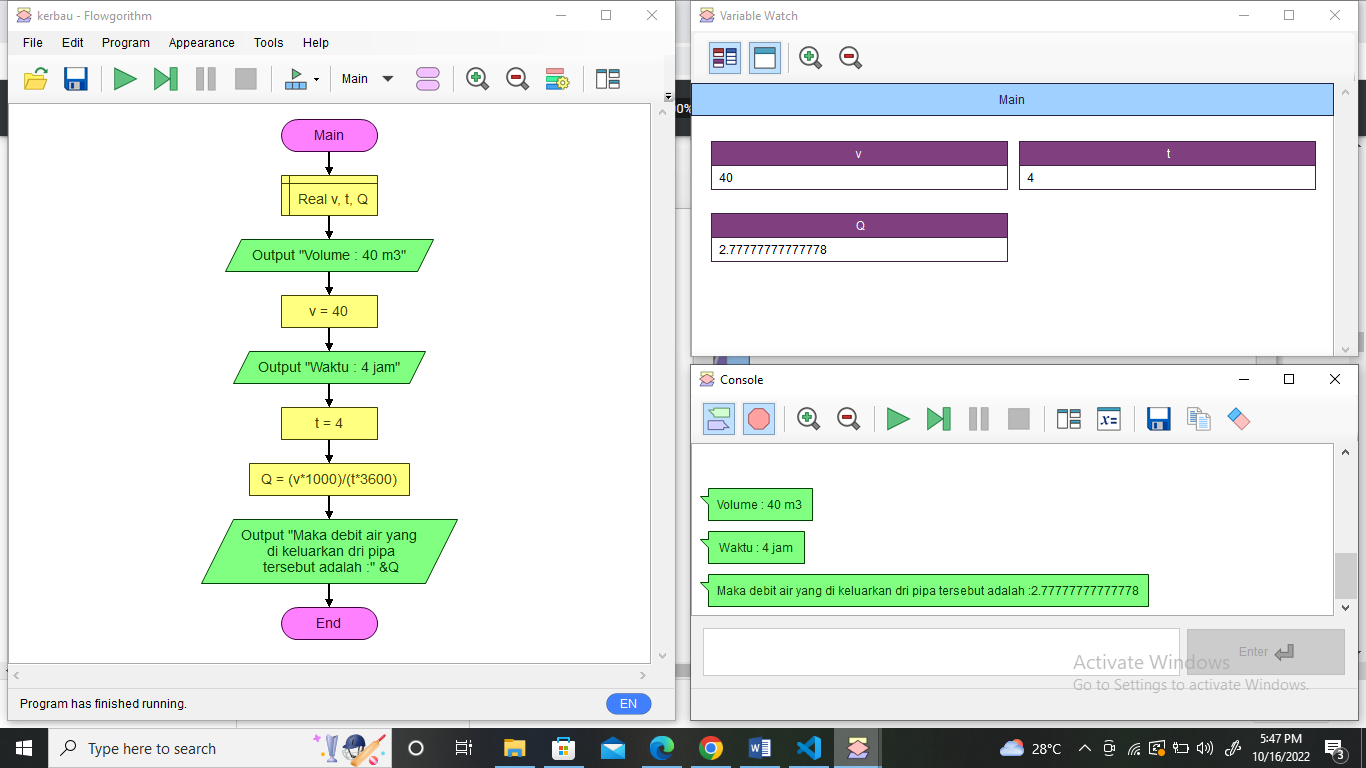 kerbau - Flowgorithm
File Edit Program Appearance Tools Help
Main
Main
Real v, t, Q
Output "Volume : 40 m3"
v = 40
Output "Waktu : 4 jam"
t = 4
Q = (v*1000)/(t*3600)
Output "Maka debit air yang
di keluarkan dri pipa
tersebut adalah :" &Q
End
Program has finished running.
EN
0%
Variable Watch
Main
v
t
40
4
Q
2.77777777777778
Console
x=
Volume : 40 m3
Waktu : 4 jam
Maka debit air yang di keluarkan dri pipa tersebut adalah :2.77777777777778
Enter
Activate Windows
Go to Settings to activate Windows.
Type here to search
28°C
5:47 PM
10/16/2022
3